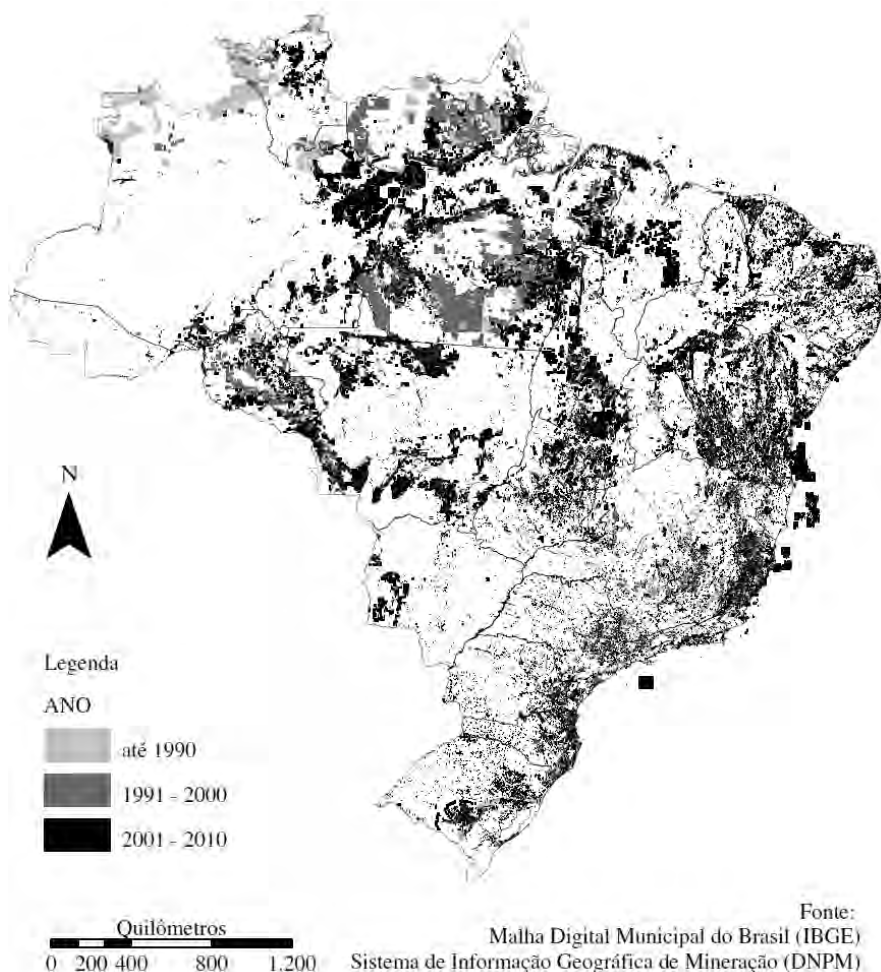 N
Legenda
ANO
até 1990
1991 - 2000
2001 - 2010
Quilômetros
0 200 400 800 1.200
Fonte:
Malha Digital Municipal do Brasil (IBGE)
Sistema de Informação Geográfica de Mineração (DNPM)